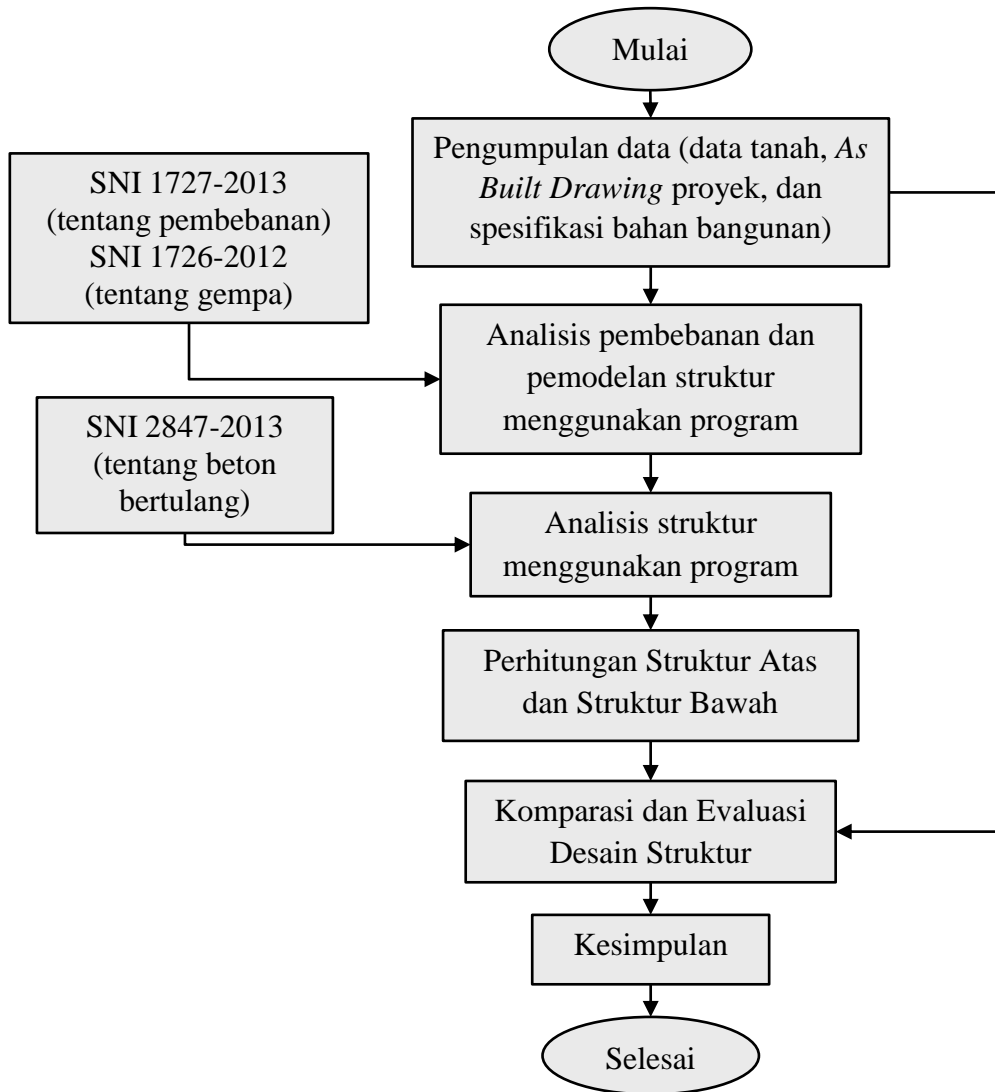 Mulai
Pengumpulan data (data tanah, As
Built Drawing proyek, dan
spesifikasi bahan bangunan)
SNI 1727-2013
(tentang pembebanan)
SNI 1726-2012
(tentang gempa)
Analisis pembebanan dan
pemodelan struktur
menggunakan program
SNI 2847-2013
(tentang beton
bertulang)
Analisis struktur
menggunakan program
Perhitungan Struktur Atas
dan Struktur Bawah
Komparasi dan Evaluasi
Desain Struktur
Kesimpulan
Selesai